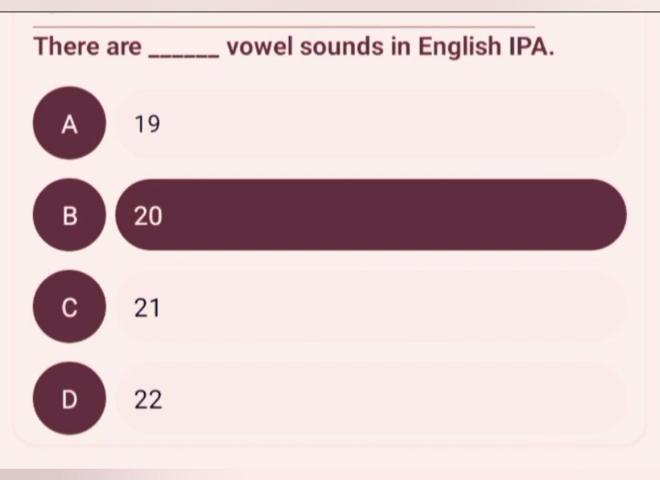 There are ______ vowel sounds in English IPA.
A 19
B 20
C 21
D 22